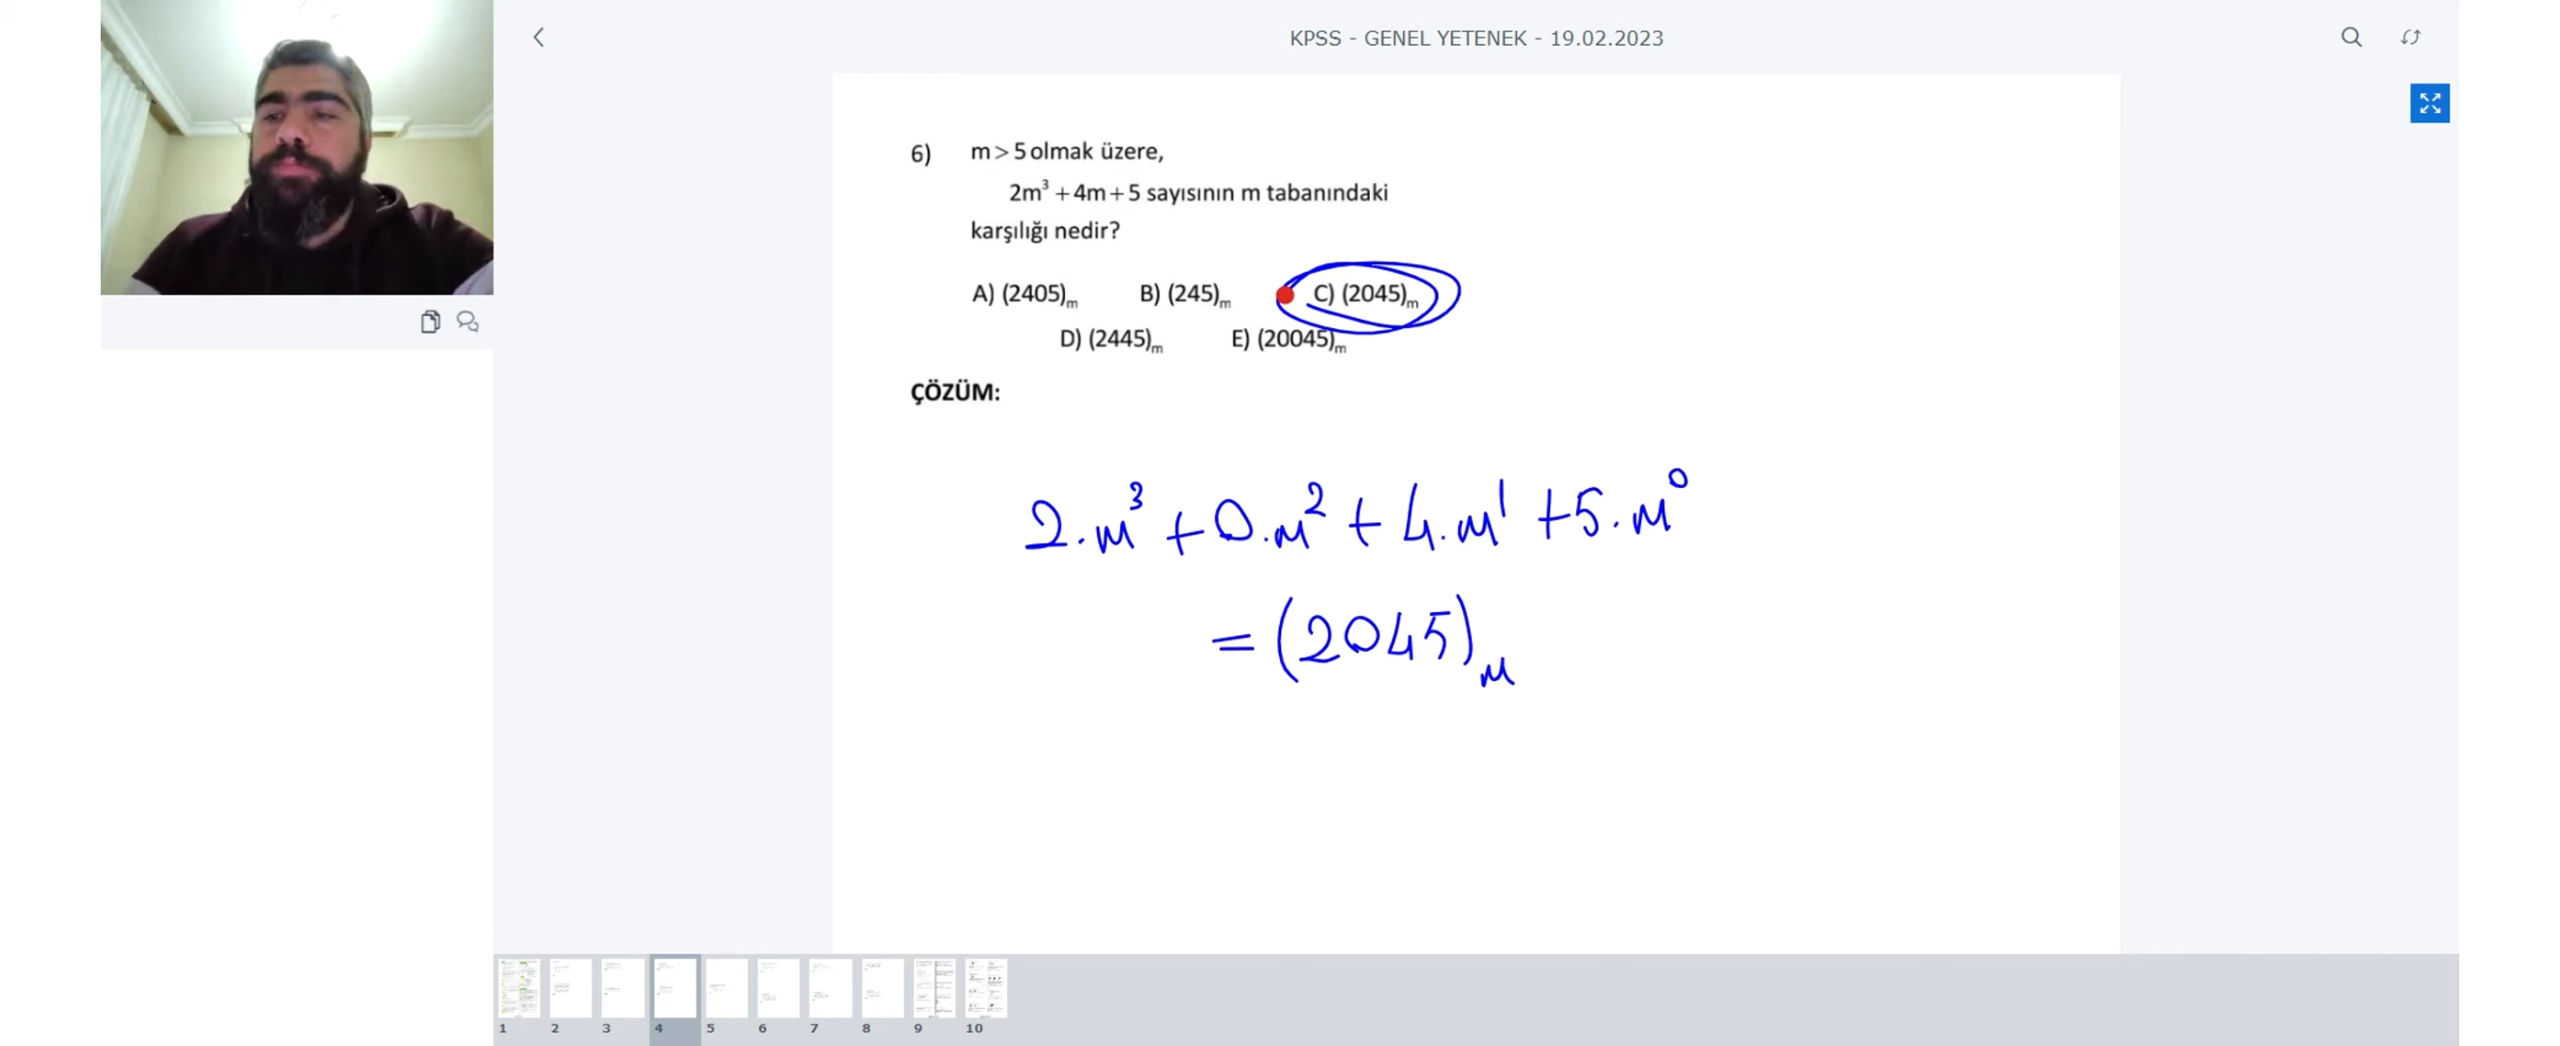 KPSS - GENEL YETENEK - 19.02.2023
6) m > 5 olmak üzere,
2m³ + 4m + 5 sayısının m tabanındaki
karşılığı nedir?
A) (2405)ₘ B) (245)ₘ C) (2045)ₘ
D) (2445)ₘ E) (20045)ₘ
ÇÖZÜM:
2.m³ + 0.m² + 4.m¹ + 5.m⁰
= (2045)ₘ
1 2 3 4 5 6 7 8 9 10